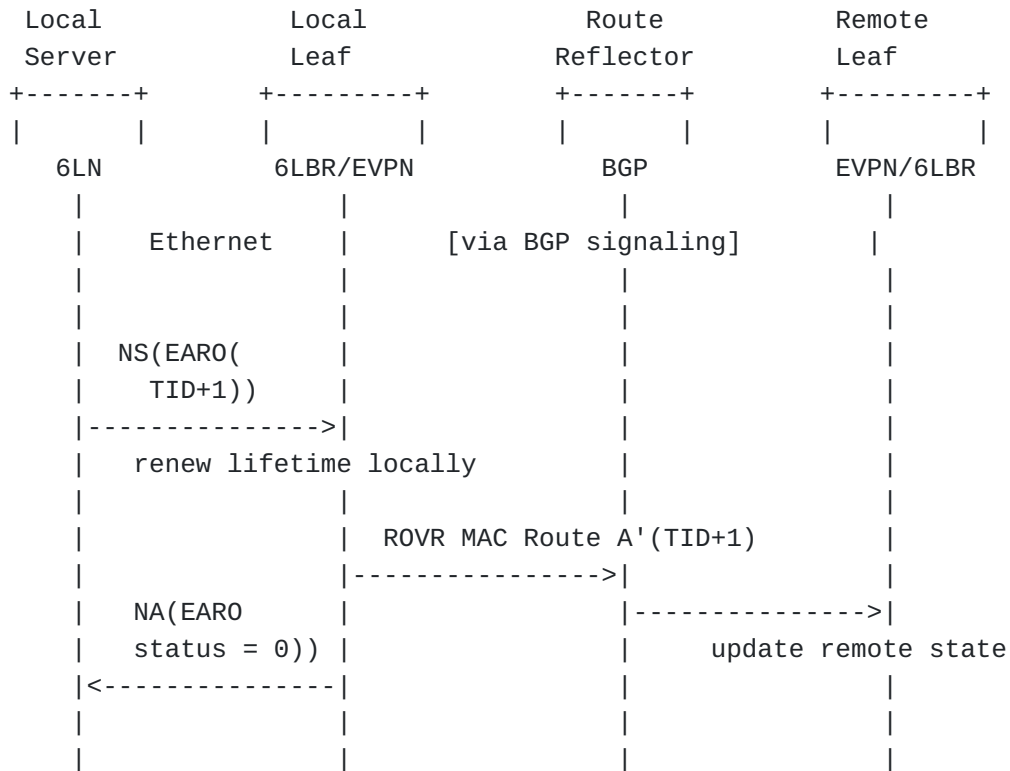 Local            Local              Route             Remote
 Server           Leaf             Reflector           Leaf
+-------+       +---------+        +-------+        +---------+
|       |       |         |        |       |        |         |
   6LN           6LBR/EVPN            BGP            EVPN/6LBR
    |                |                 |                |
    |    Ethernet    |      [via BGP signaling]        |
    |                |                 |                |
    |                |                 |                |
    |  NS(EARO(      |                 |                |
    |    TID+1))     |                 |                |
    |--------------->|                 |                |
    |   renew lifetime locally         |                |
    |                |                 |                |
    |                |  ROVR MAC Route A'(TID+1)        |
    |                |---------------->|                |
    |   NA(EARO      |                 |--------------->|
    |   status = 0)) |                 |     update remote state
    |<---------------|                 |                |
    |                |                 |                |
    |                |                 |                |